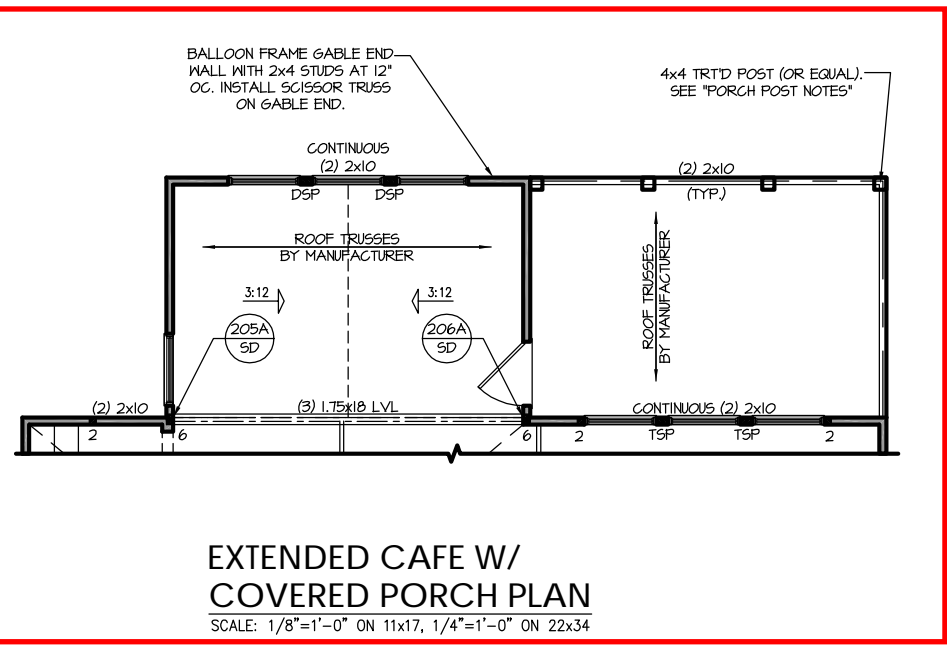 BALLOON FRAME GABLE END
WALL WITH 2x4 STUDS AT 12"
OC. INSTALL SCISSOR TRUSS
ON GABLE END.
4x4 TRT'D POST (OR EQUAL).
SEE "PORCH POST NOTES"
CONTINUOUS
(2) 2x10
(2) 2x10
DSP
DSP
(TYP.)
ROOF TRUSSES
BY MANUFACTURER
ROOF TRUSSES
BY MANUFACTURER
3:12
3:12
205A
SD
206A
SD
(2) 2x10
(3) 1.75x18 LVL
CONTINUOUS (2) 2x10
2
6
6
2
TSP
TSP
2
EXTENDED CAFE W/
COVERED PORCH PLAN
SCALE: 1/8"=1'-0" ON 11x17, 1/4"=1'-0" ON 22x34